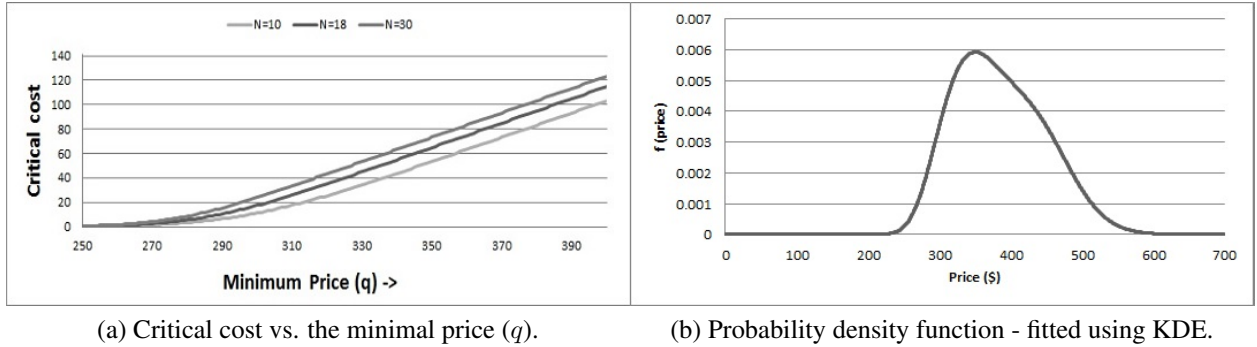 N=10 N=18 N=30
140
120
100
80
60
40
20
0
250 270 290 310 330 350 370 390
Critical cost
Minimum Price (q) ->
0.007
0.006
0.005
0.004
0.003
0.002
0.001
0
0 100 200 300 400 500 600 700
f (price)
Price ($)
(a) Critical cost vs. the minimal price (q).
(b) Probability density function - fitted using KDE.